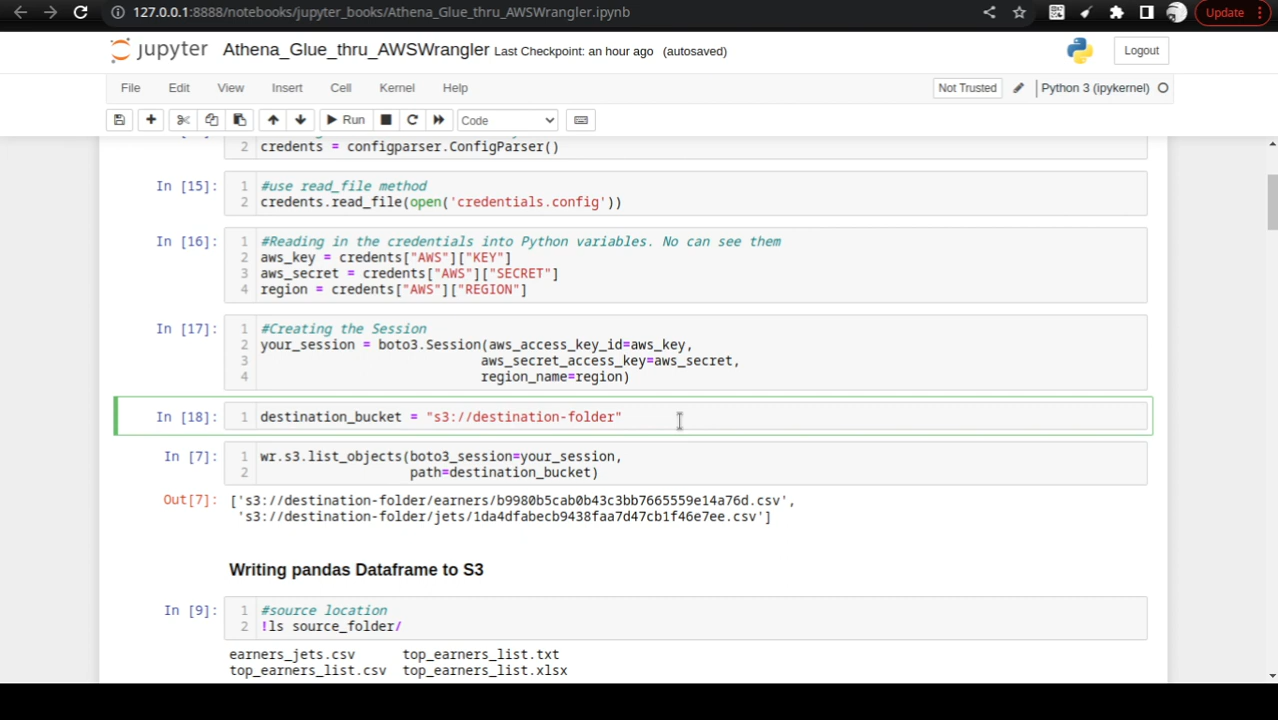 127.0.0.1:8888/notebooks/jupyter_books/Athena_Glue_thru_AWSWrangler.ipynb Update
jupyter Athena_Glue_thru_AWSWrangler Last Checkpoint: an hour ago (autosaved) Logout
File Edit View Insert Cell Kernel Help Not Trusted Python 3 (ipykernel)
Run Code
2 credents = configparser.ConfigParser()
In [15]: 1 #use read_file method
2 credents.read_file(open('credentials.config'))
In [16]: 1 #Reading in the credentials into Python variables. No can see them
2 aws_key = credents["AWS"]["KEY"]
3 aws_secret = credents["AWS"]["SECRET"]
4 region = credents["AWS"]["REGION"]
In [17]: 1 #Creating the Session
2 your_session = boto3.Session(aws_access_key_id=aws_key,
3 aws_secret_access_key=aws_secret,
4 region_name=region)
In [18]: 1 destination_bucket = "s3://destination-folder"
In [7]: 1 wr.s3.list_objects(boto3_session=your_session,
2 path=destination_bucket)
Out[7]: ['s3://destination-folder/earners/b9980b5cab0b43c3bb7665559e14a76d.csv',
's3://destination-folder/jets/1da4dfabecb9438faa7d47cb1f46e7ee.csv']
Writing pandas Dataframe to S3
In [9]: 1 #source location
2 !ls source_folder/
earners_jets.csv top_earners_list.txt
top_earners_list.csv top_earners_list.xlsx